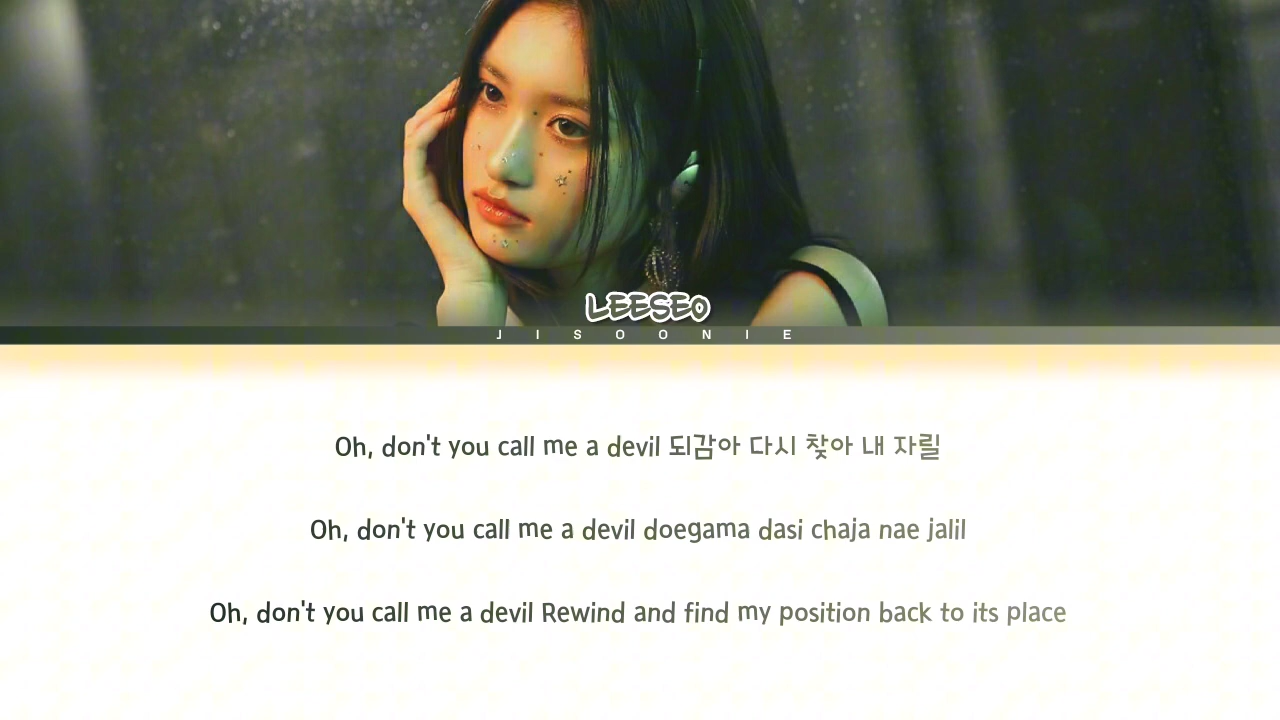 LEESEO
JISOONIE
Oh, don't you call me a devil 되감아 다시 찾아 내 자릴
Oh, don't you call me a devil doegama dasi chaja nae jalil
Oh, don't you call me a devil Rewind and find my position back to its place